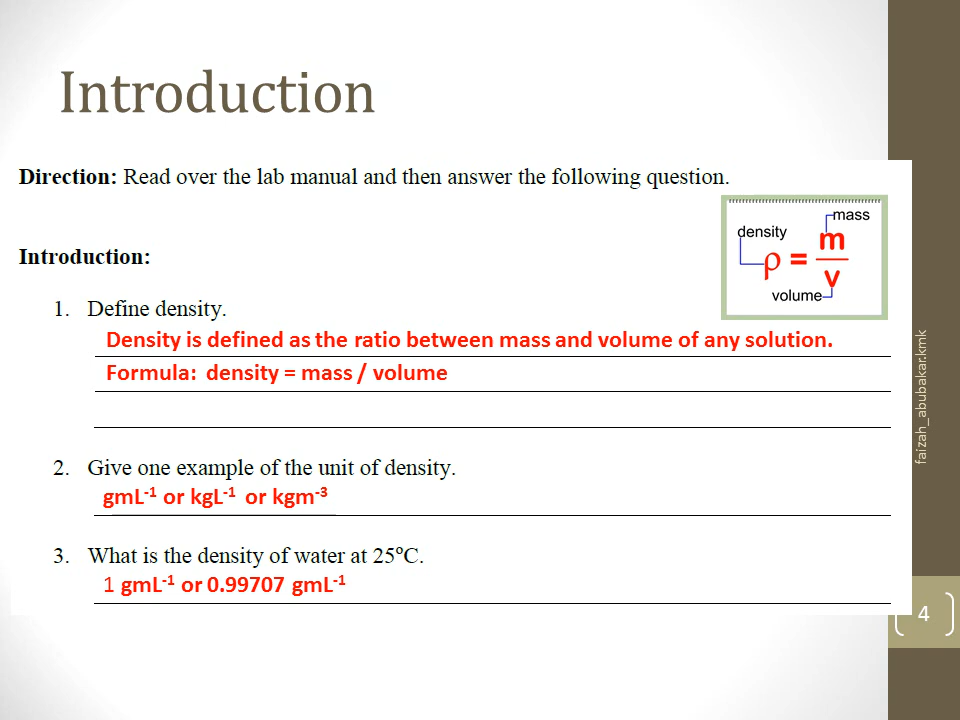 Introduction
Direction: Read over the lab manual and then answer the following question.
mass
density
ρ = m
v
volume
Introduction:
1. Define density.
Density is defined as the ratio between mass and volume of any solution.
Formula: density = mass / volume
2. Give one example of the unit of density.
gmL⁻¹ or kgL⁻¹ or kgm⁻³
3. What is the density of water at 25ºC.
1 gmL⁻¹ or 0.99707 gmL⁻¹
faizah_abubakar.kmk
4